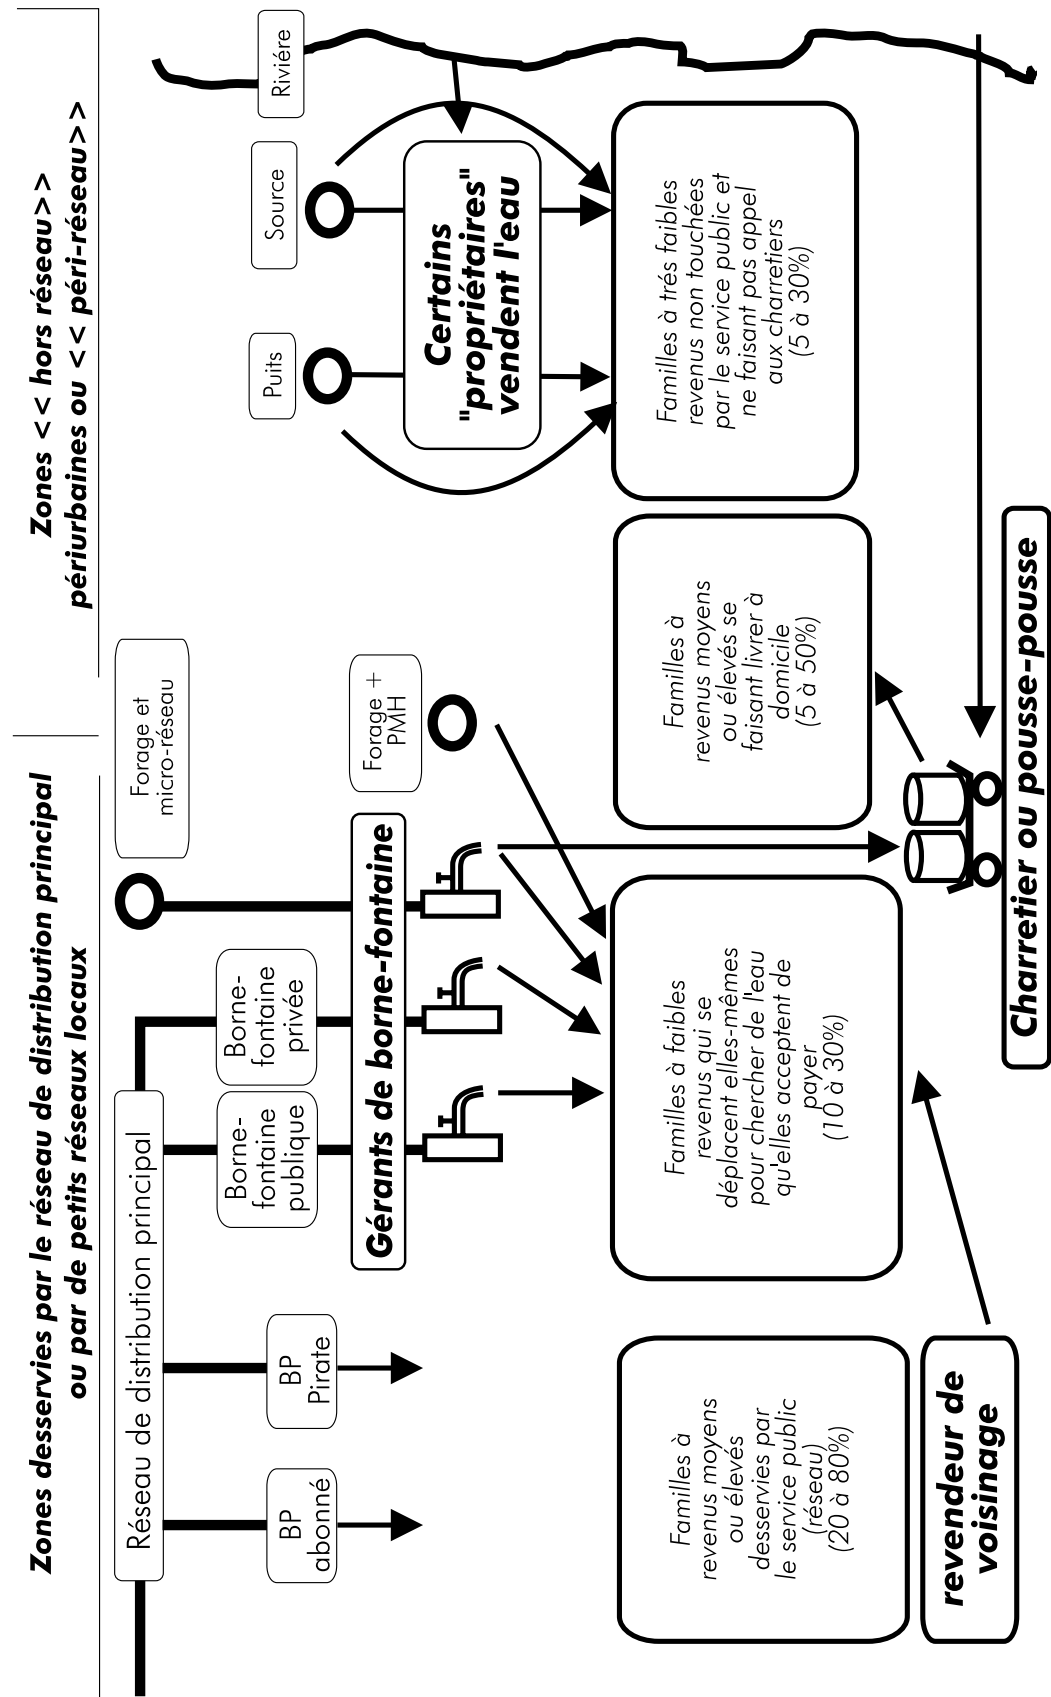 Zones desservies par le réseau de distribution principal
ou par de petits réseaux locaux
Zones << hors réseau>>
périurbaines ou << péri-réseau>>
Réseau de distribution principal
Forage et
micro-réseau
BP
abonné
BP
Pirate
Borne-
fontaine
publique
Borne-
fontaine
privée
Forage +
PMH
Puits
Source
Riviére
Gérants de borne-fontaine
Certains
"propriétaires"
vendent l'eau
Familles à
revenus moyens
ou élevés
desservies par
le service public
(réseau)
(20 à 80%)
Familles à faibles
revenus qui se
déplacent elles-mêmes
pour chercher de l'eau
qu'elles acceptent de
payer
(10 à 30%)
Familles à
revenus moyens
ou élevés se
faisant livrer à
domicile
(5 à 50%)
Familles à trés faibles
revenus non touchées
par le service public et
ne faisant pas appel
aux charretiers
(5 à 30%)
revendeur de
voisinage
Charretier ou pousse-pousse